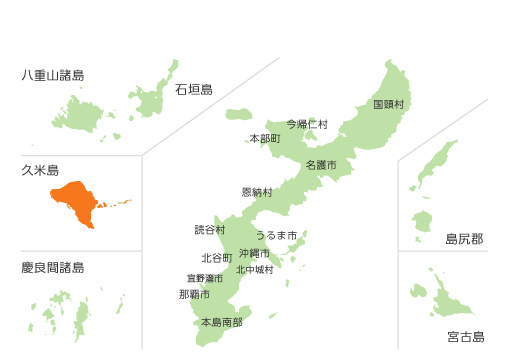 八重山諸島
石垣島
国頭村
今帰仁村
本部町
名護市
久米島
恩納村
読谷村
うるま市
島尻郡
沖縄市
北谷町
慶良間諸島
北中城村
宜野灣市
那覇市
本島南部
宮古島